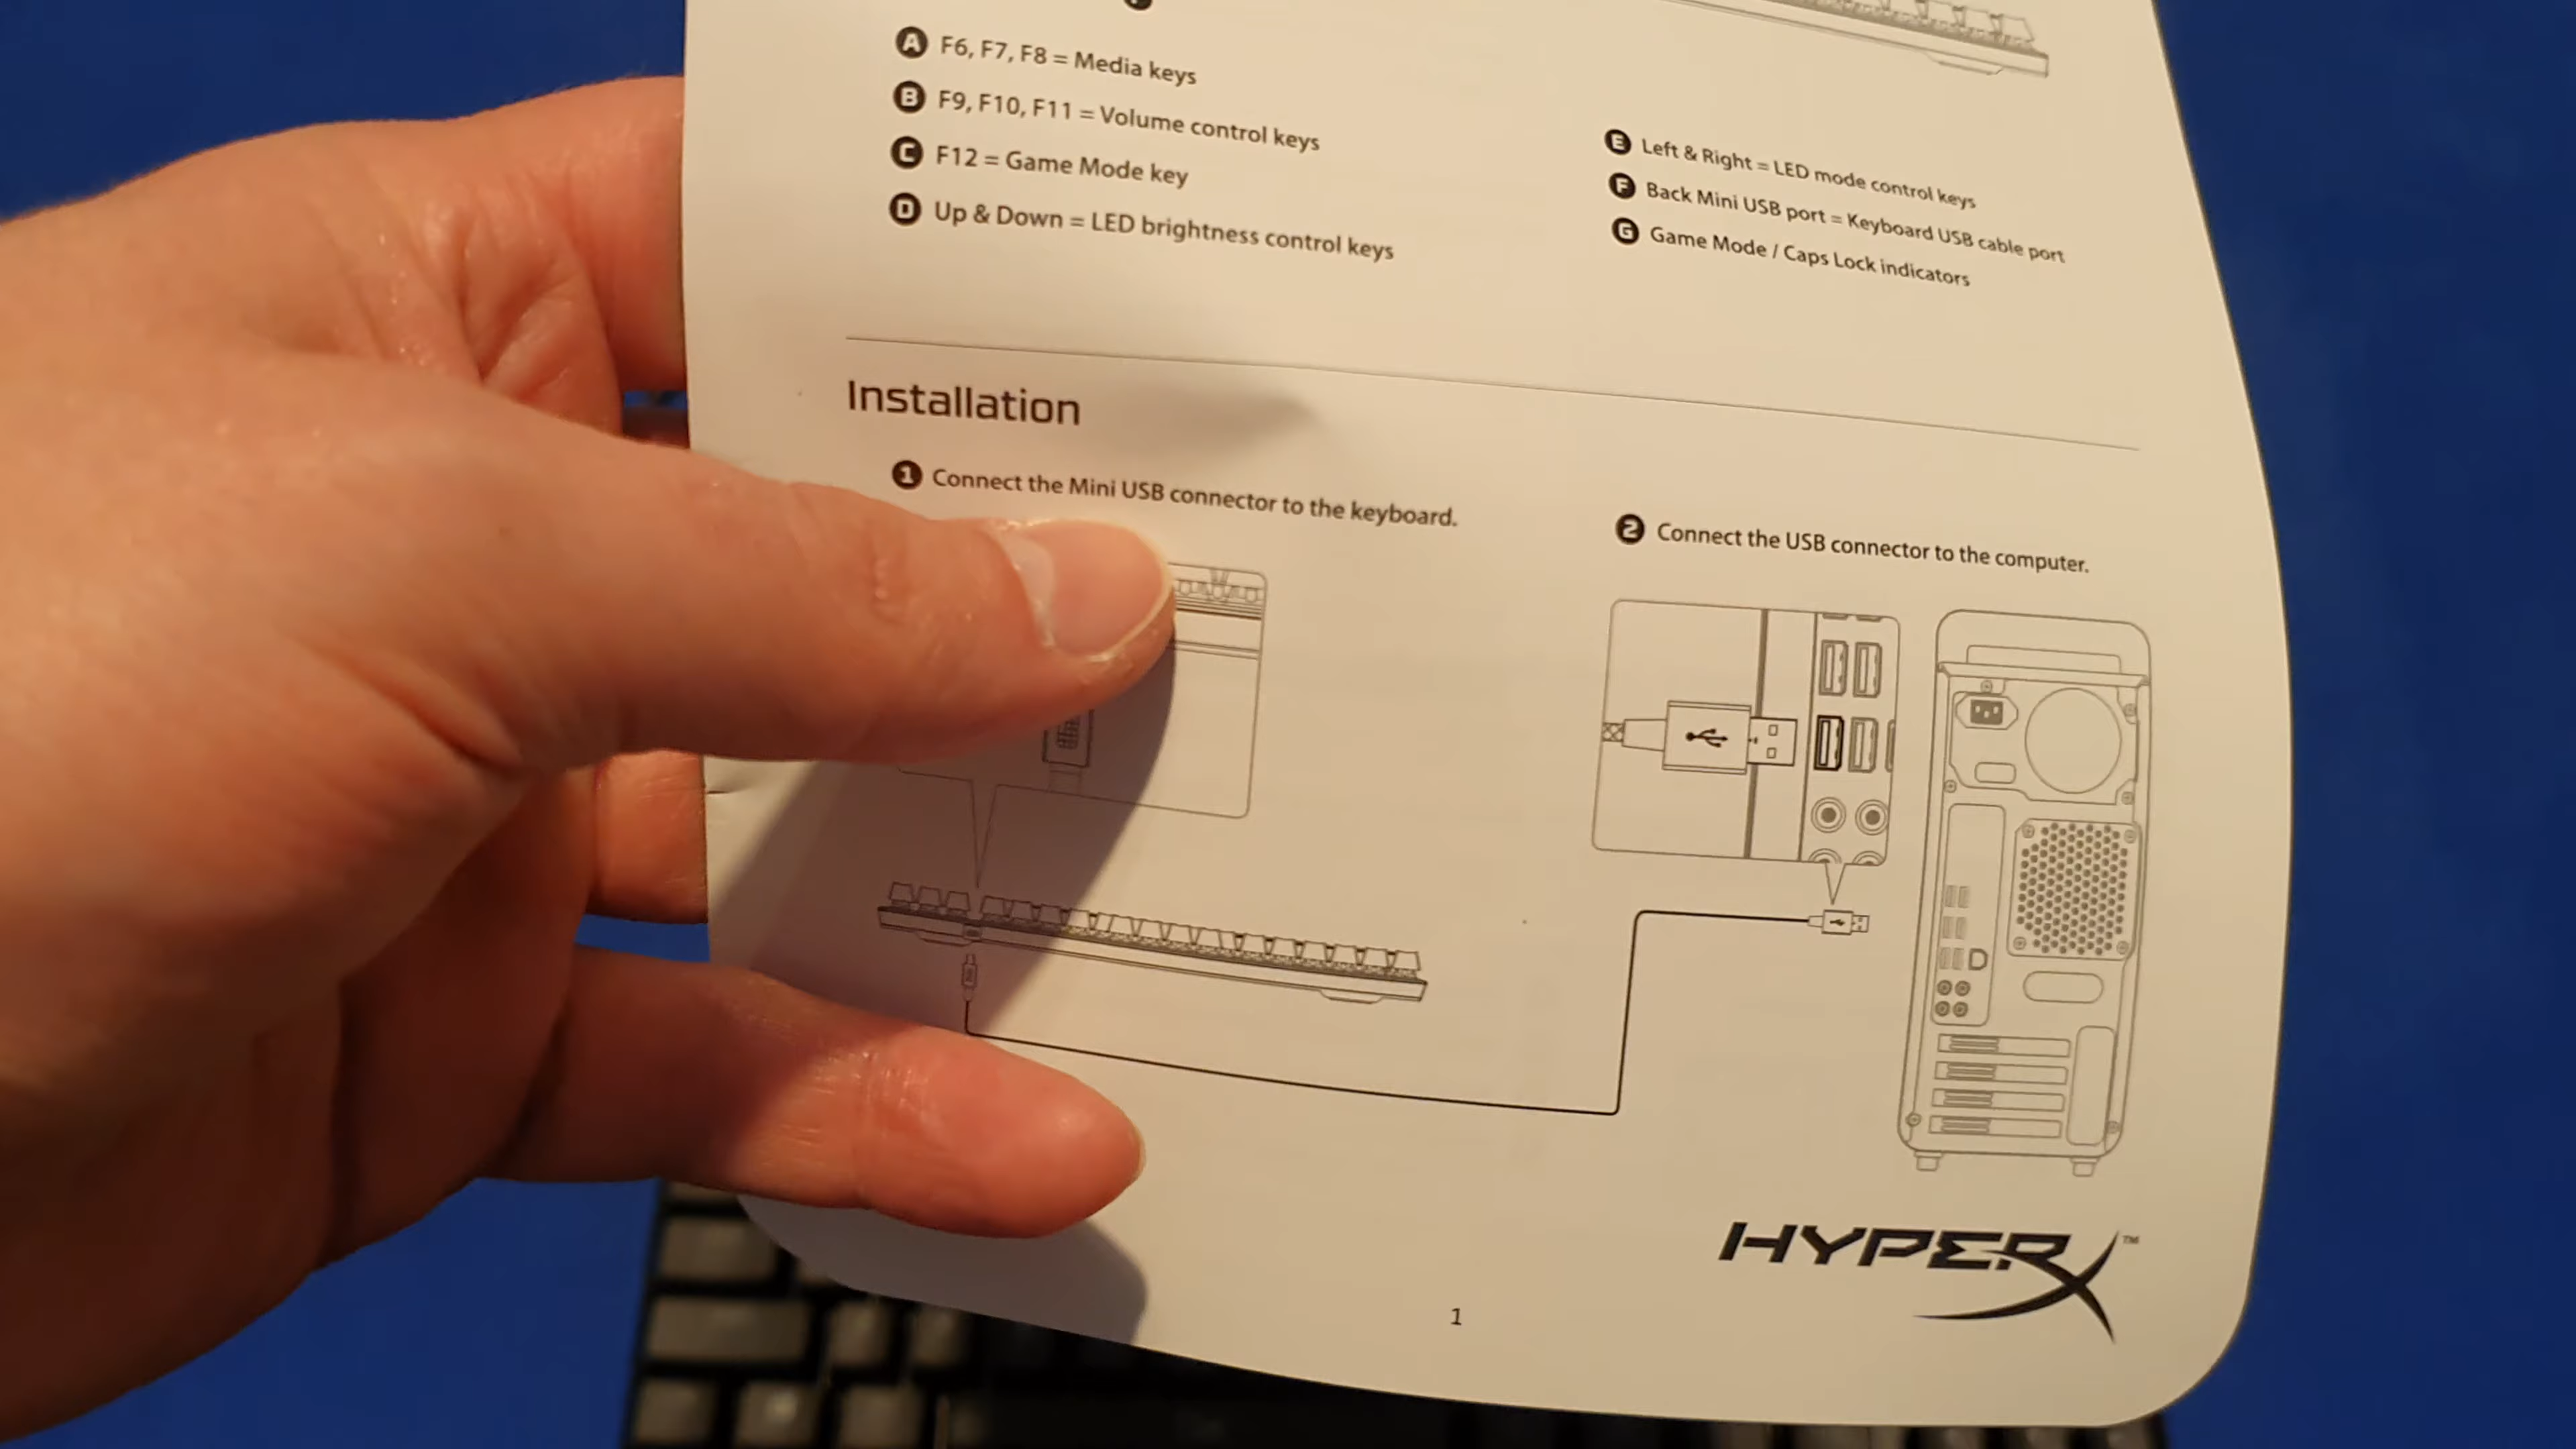 A F6, F7, F8 = Media keys
B F9, F10, F11 = Volume control keys
C F12 = Game Mode key
D Up & Down = LED brightness control keys
E Left & Right = LED mode control keys
F Back Mini USB port = Keyboard USB cable port
G Game Mode / Caps Lock indicators
Installation
1 Connect the Mini USB connector to the keyboard.
2 Connect the USB connector to the computer.
HYPERX™
1